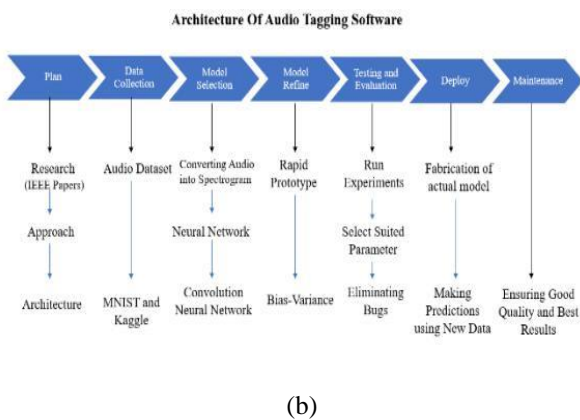 Architecture Of Audio Tagging Software
Plan
Data
Collection
Model
Selection
Model
Refine
Testing and
Evaluation
Deploy
Maintenance
Research
(IEEE Papers)
Approach
Architecture
Audio Dataset
MNIST and
Kaggle
Converting Audio
into Spectrogram
Neural Network
Convolution
Neural Network
Rapid
Prototype
Bias-Variance
Run
Experiments
Select Suited
Parameter
Eliminating
Bugs
Fabrication of
actual model
Making
Predictions
using New Data
Ensuring Good
Quality and Best
Results
(b)